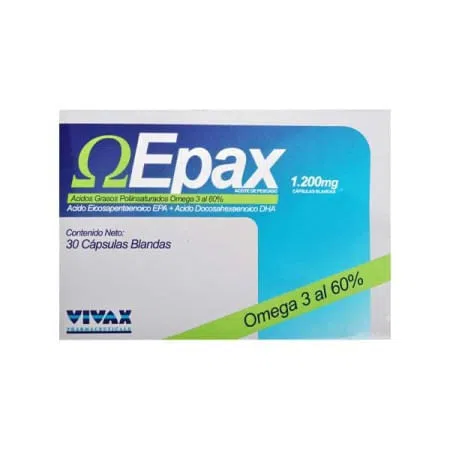 ΩEpax
ACEITE DE PESCADO
1.200mg
CÁPSULAS BLANDAS
Acidos Grasos Poliinsaturados Omega 3 al 60%
Acido Eicosapentaenoico EPA + Acido Docosahexaenoico DHA
Contenido Neto:
30 Cápsulas Blandas
Omega 3 al 60%
VIVAX
PHARMACEUTICALS